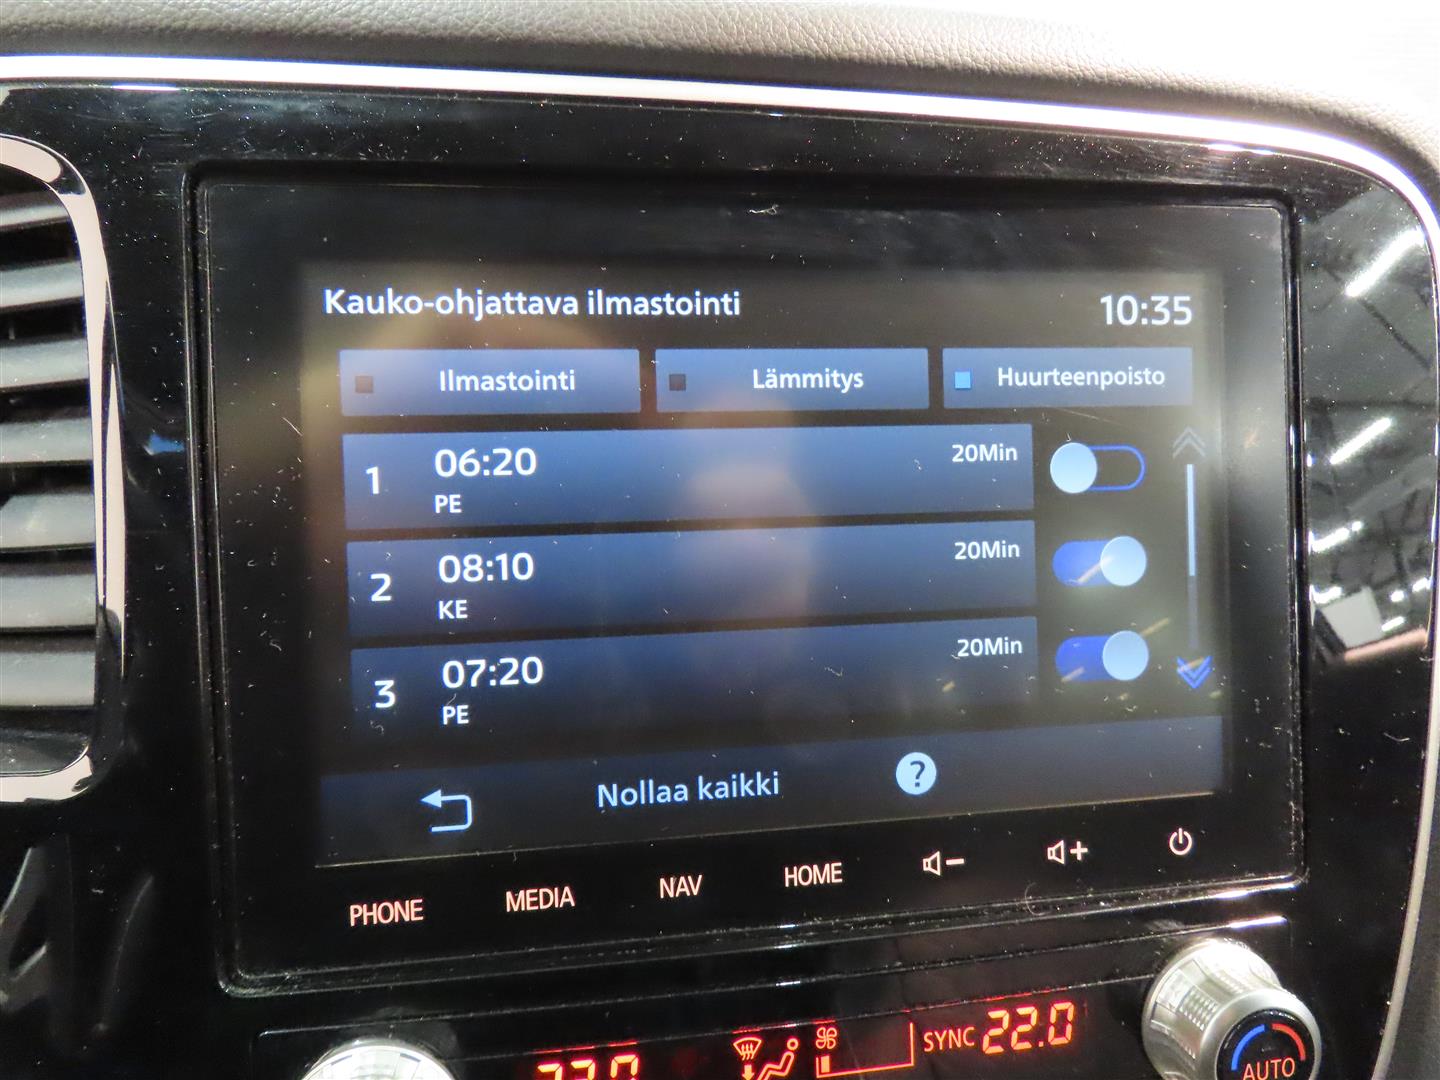 Kauko-ohjattava ilmastointi 10:35
Ilmastointi Lämmitys Huurteenpoisto
1 06:20 20Min
PE
2 08:10 20Min
KE
3 07:20 20Min
PE
Nollaa kaikki ?
PHONE MEDIA NAV HOME - +
SYNC 22.0
AUTO